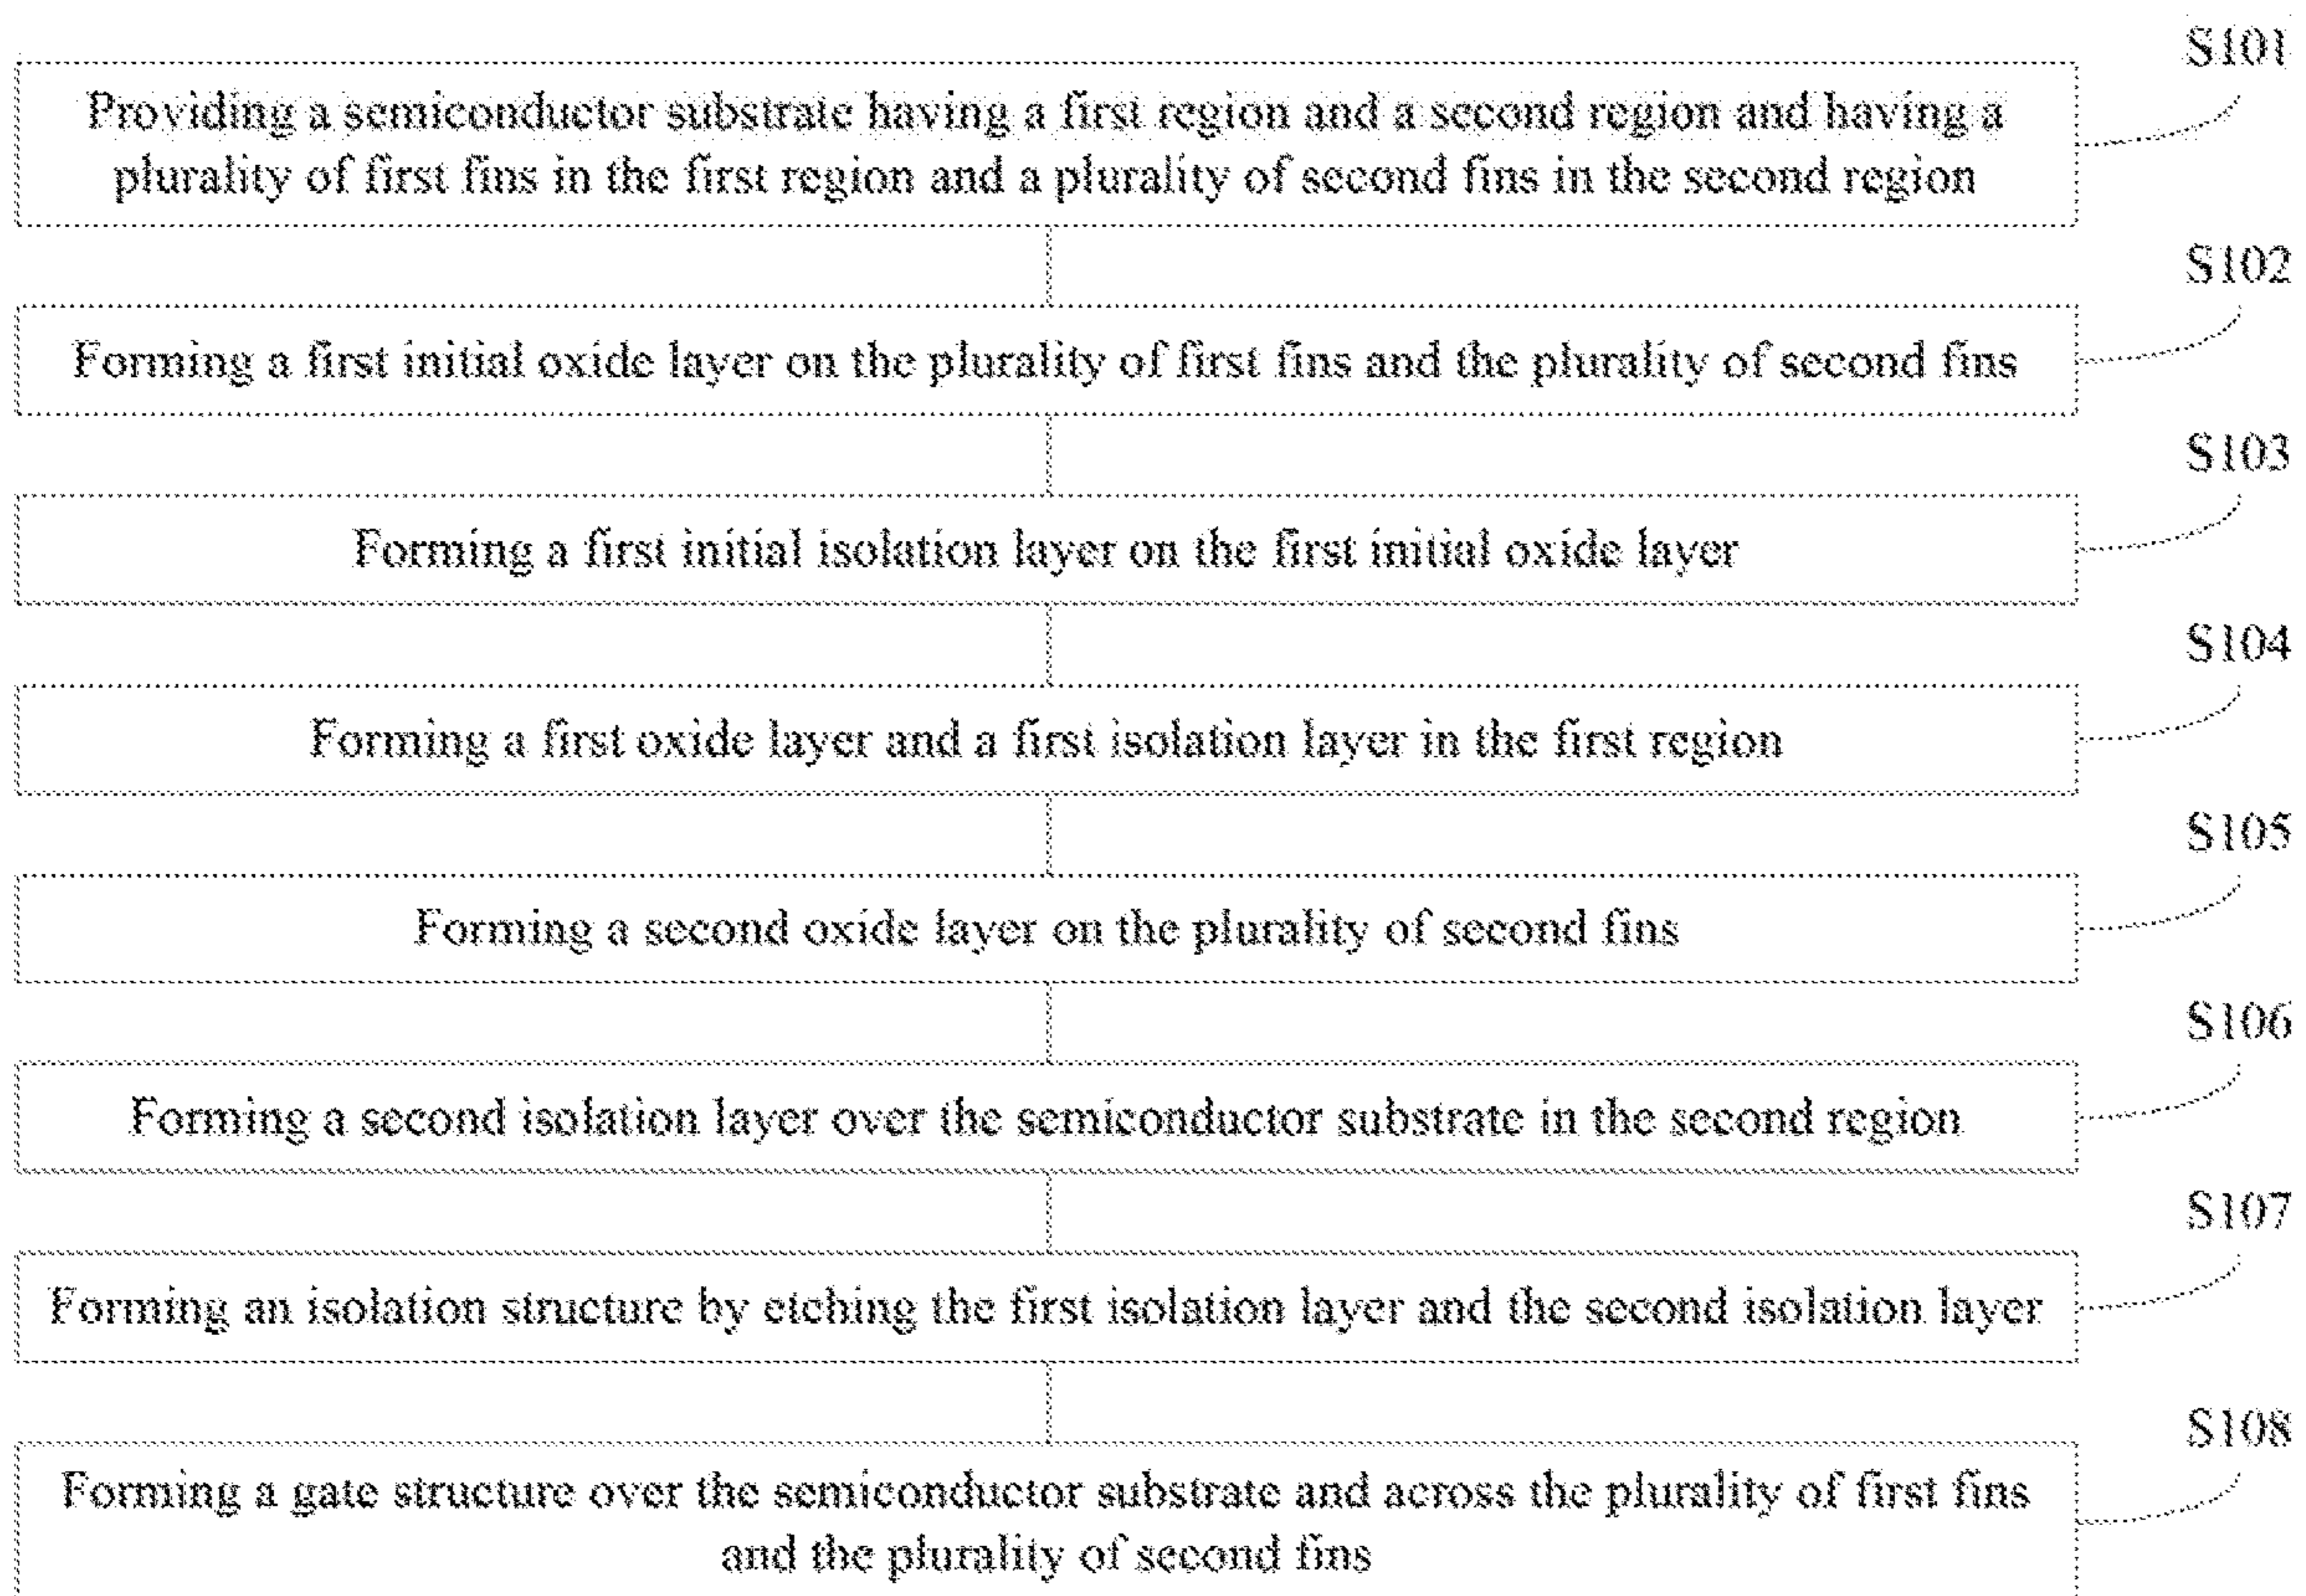 S101
Providing a semiconductor substrate having a first region and a second region and having a
plurality of first fins in the first region and a plurality of second fins in the second region
S102
Forming a first initial oxide layer on the plurality of first fins and the plurality of second fins
S103
Forming a first initial isolation layer on the first initial oxide layer
S104
Forming a first oxide layer and a first isolation layer in the first region
S105
Forming a second oxide layer on the plurality of second fins
S106
Forming a second isolation layer over the semiconductor substrate in the second region
S107
Forming an isolation structure by etching the first isolation layer and the second isolation layer
S108
Forming a gate structure over the semiconductor substrate and across the plurality of first fins
and the plurality of second fins